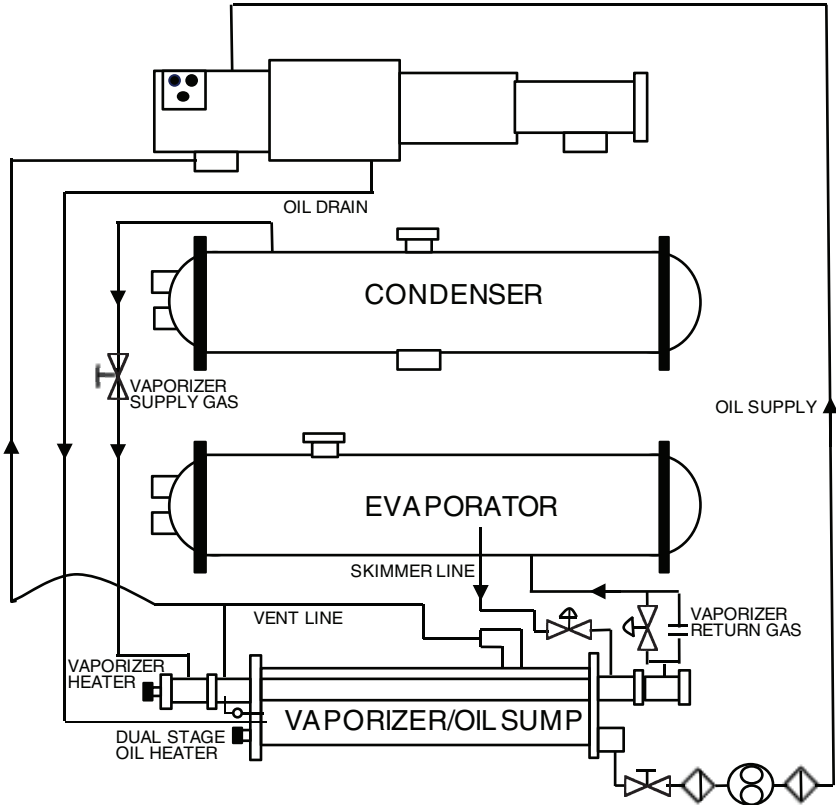 OIL DRAIN
CONDENSER
VAPORIZER
SUPPLY GAS
OIL SUPPLY
EVAPORATOR
SKIMMER LINE
VENT LINE
VAPORIZER
RETURN GAS
VAPORIZER
HEATER
VAPORIZER/OIL SUMP
DUAL STAGE
OIL HEATER